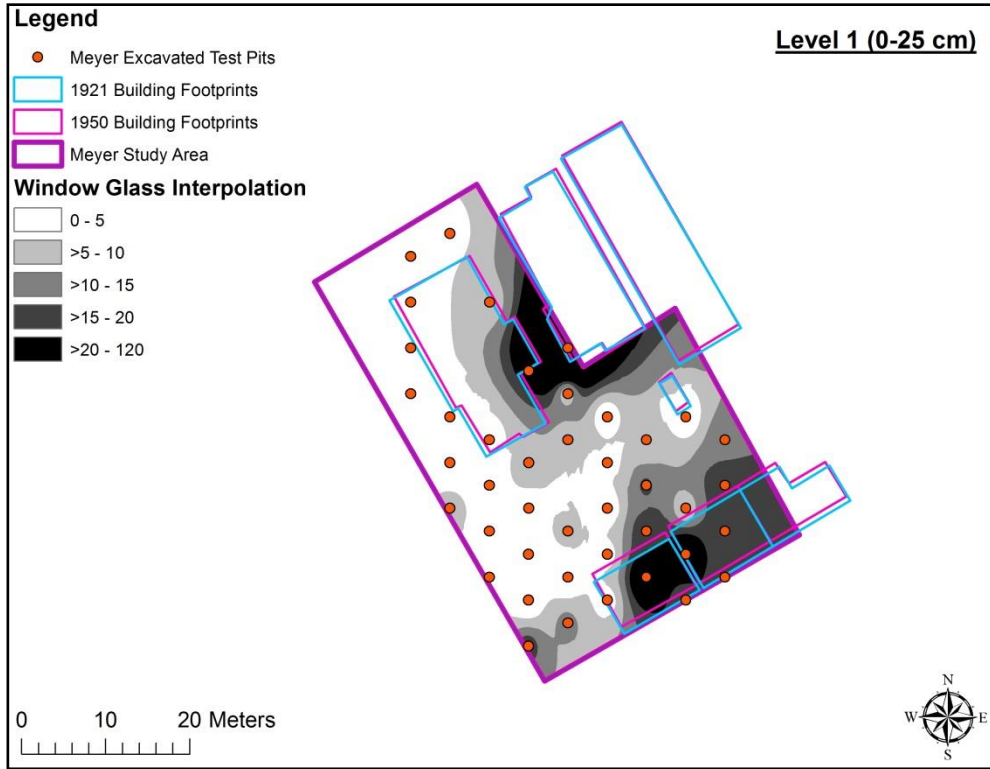 Legend
Meyer Excavated Test Pits
1921 Building Footprints
1950 Building Footprints
Meyer Study Area
Window Glass Interpolation
0 - 5
>5 - 10
>10 - 15
>15 - 20
>20 - 120
Level 1 (0-25 cm)
0 10 20 Meters
N
W E
S